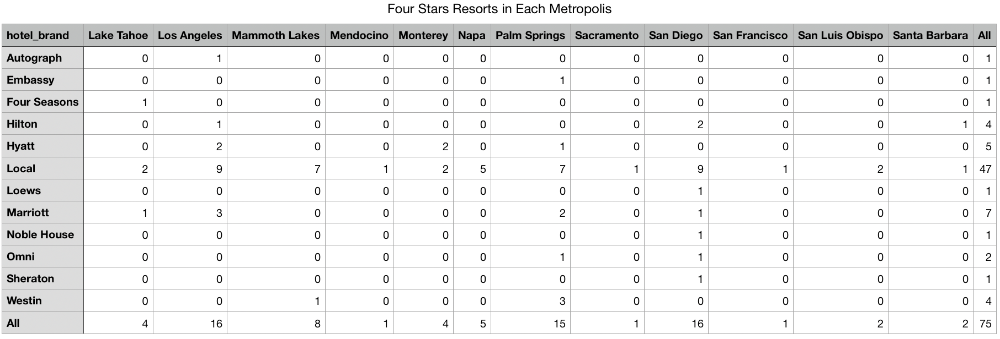 Four Stars Resorts in Each Metropolis
hotel_brand Lake Tahoe Los Angeles Mammoth Lakes Mendocino Monterey Napa Palm Springs Sacramento San Diego San Francisco San Luis Obispo Santa Barbara All
Autograph 0 1 0 0 0 0 0 0 0 0 0 0 1
Embassy 0 0 0 0 0 0 1 0 0 0 0 0 1
Four Seasons 1 0 0 0 0 0 0 0 0 0 0 0 1
Hilton 0 1 0 0 0 0 0 0 2 0 0 1 4
Hyatt 0 2 0 0 2 0 1 0 0 0 0 0 5
Local 2 9 7 1 2 5 7 1 9 1 2 1 47
Loews 0 0 0 0 0 0 0 0 1 0 0 0 1
Marriott 1 3 0 0 0 0 2 0 1 0 0 0 7
Noble House 0 0 0 0 0 0 0 0 1 0 0 0 1
Omni 0 0 0 0 0 0 1 0 1 0 0 0 2
Sheraton 0 0 0 0 0 0 0 0 1 0 0 0 1
Westin 0 0 1 0 0 0 3 0 0 0 0 0 4
All 4 16 8 1 4 5 15 1 16 1 2 2 75